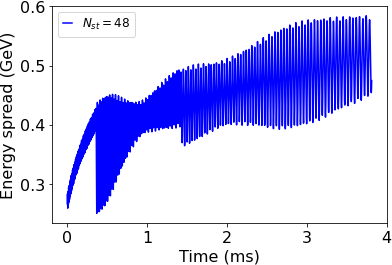 N_st = 48
Energy spread (GeV)
0.6
0.5
0.4
0.3
0 1 2 3 4
Time (ms)